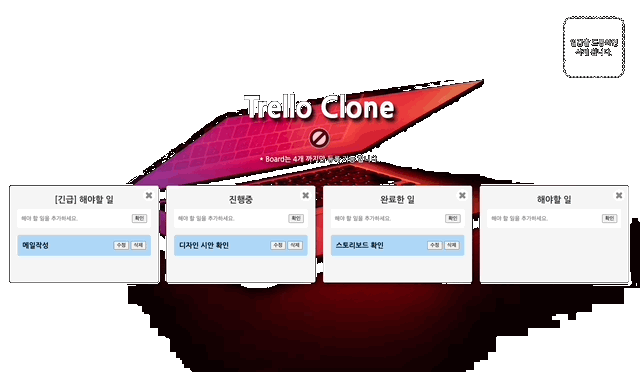 Trello Clone
• Board는 4개 까지만
[긴급] 해야할 일
해야 할 일을 추가하세요.
확인
메일작성
수정 삭제
진행중
해야 할 일을 추가하세요.
확인
디자인 시안 확인
수정 삭제
완료한 일
해야 할 일을 추가하세요.
확인
스토리보드 확인
수정 삭제
해야할 일
해야 할 일을 추가하세요.
확인